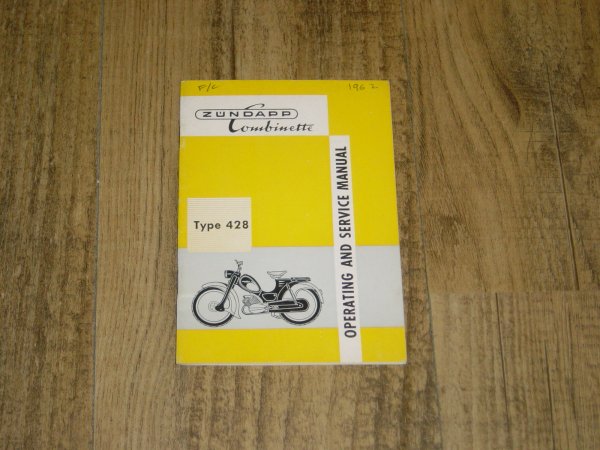 F/C 1962
ZÜNDAPP
Combinette
Type 428
OPERATING AND SERVICE MANUAL